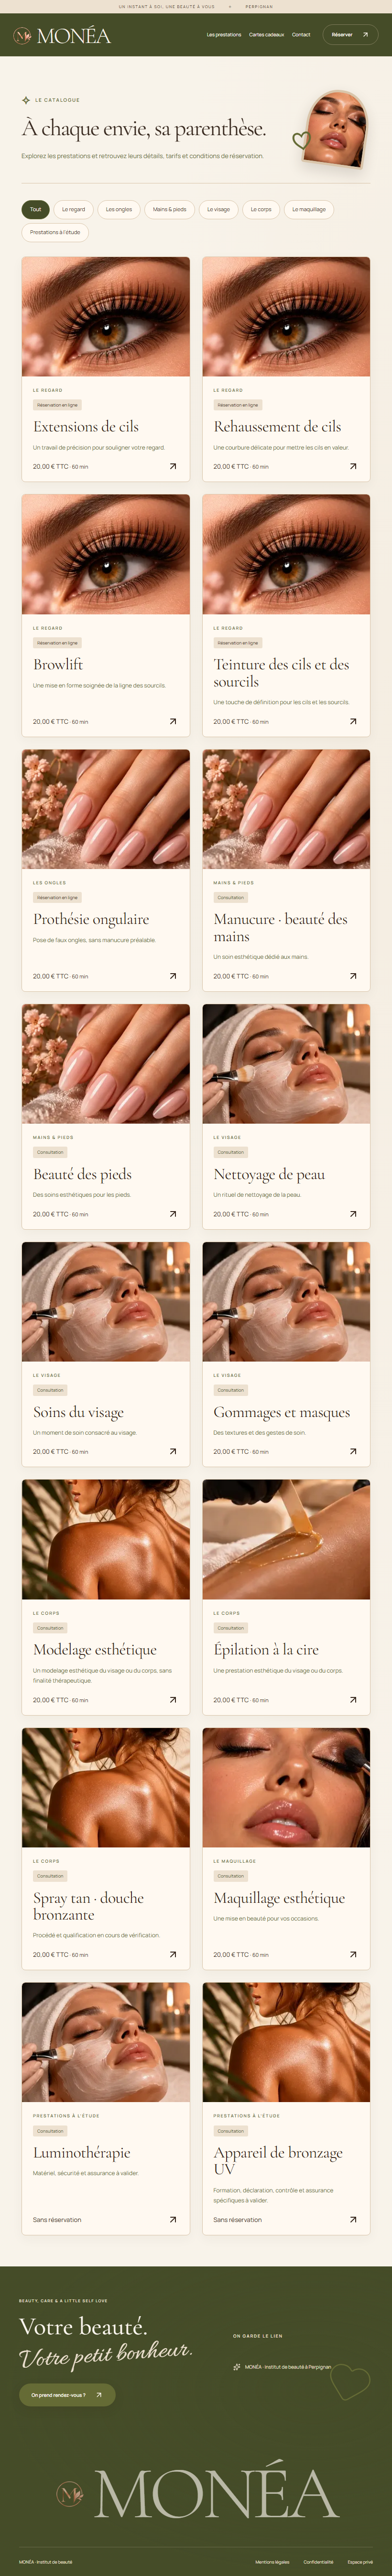 UN INSTANT À SOI, UNE BEAUTÉ À VOUS PERPIGNAN
MONÉA Les prestations Cartes cadeaux Contact Réserver
LE CATALOGUE
À chaque envie, sa parenthèse.
Explorez les prestations et retrouvez leurs détails, tarifs et conditions de réservation.
Tout Le regard Les ongles Mains & pieds Le visage Le corps Le maquillage
Prestations à l'étude
LE REGARD
Réservation en ligne
Extensions de cils
Un travail de précision pour souligner votre regard.
20,00 € TTC · 60 min
LE REGARD
Réservation en ligne
Rehaussement de cils
Une courbure délicate pour mettre les cils en valeur.
20,00 € TTC · 60 min
LE REGARD
Réservation en ligne
Browlift
Une mise en forme soignée de la ligne des sourcils.
20,00 € TTC · 60 min
LE REGARD
Réservation en ligne
Teinture des cils et des
sourcils
Une touche de définition pour les cils et les sourcils.
20,00 € TTC · 60 min
LES ONGLES
Réservation en ligne
Prothésie ongulaire
Pose de faux ongles, sans manucure préalable.
20,00 € TTC · 60 min
MAINS & PIEDS
Consultation
Manucure · beauté des
mains
Un soin esthétique dédié aux mains.
20,00 € TTC · 60 min
MAINS & PIEDS
Consultation
Beauté des pieds
Des soins esthétiques pour les pieds.
20,00 € TTC · 60 min
LE VISAGE
Consultation
Nettoyage de peau
Un rituel de nettoyage de la peau.
20,00 € TTC · 60 min
LE VISAGE
Consultation
Soins du visage
Un moment de soin consacré au visage.
20,00 € TTC · 60 min
LE VISAGE
Consultation
Gommages et masques
Des textures et des gestes de soin.
20,00 € TTC · 60 min
LE CORPS
Consultation
Modelage esthétique
Un modelage esthétique du visage ou du corps, sans
finalité thérapeutique.
20,00 € TTC · 60 min
LE CORPS
Consultation
Épilation à la cire
Une prestation esthétique du visage ou du corps.
20,00 € TTC · 60 min
LE CORPS
Consultation
Spray tan · douche
bronzante
Procédé et qualification en cours de vérification.
20,00 € TTC · 60 min
LE MAQUILLAGE
Consultation
Maquillage esthétique
Une mise en beauté pour vos occasions.
20,00 € TTC · 60 min
PRESTATIONS À L'ÉTUDE
Consultation
Luminothérapie
Matériel, sécurité et assurance à valider.
Sans réservation
PRESTATIONS À L'ÉTUDE
Consultation
Appareil de bronzage
UV
Formation, déclaration, contrôle et assurance
spécifiques à valider.
Sans réservation
BEAUTY, CARE & A LITTLE SELF LOVE
Votre beauté.
Votre petit bonheur.
On prend rendez-vous ?
ON GARDE LE LIEN
MONÉA · Institut de beauté à Perpignan
MONÉA
MONÉA · Institut de beauté Mentions légales Confidentialité Espace privé